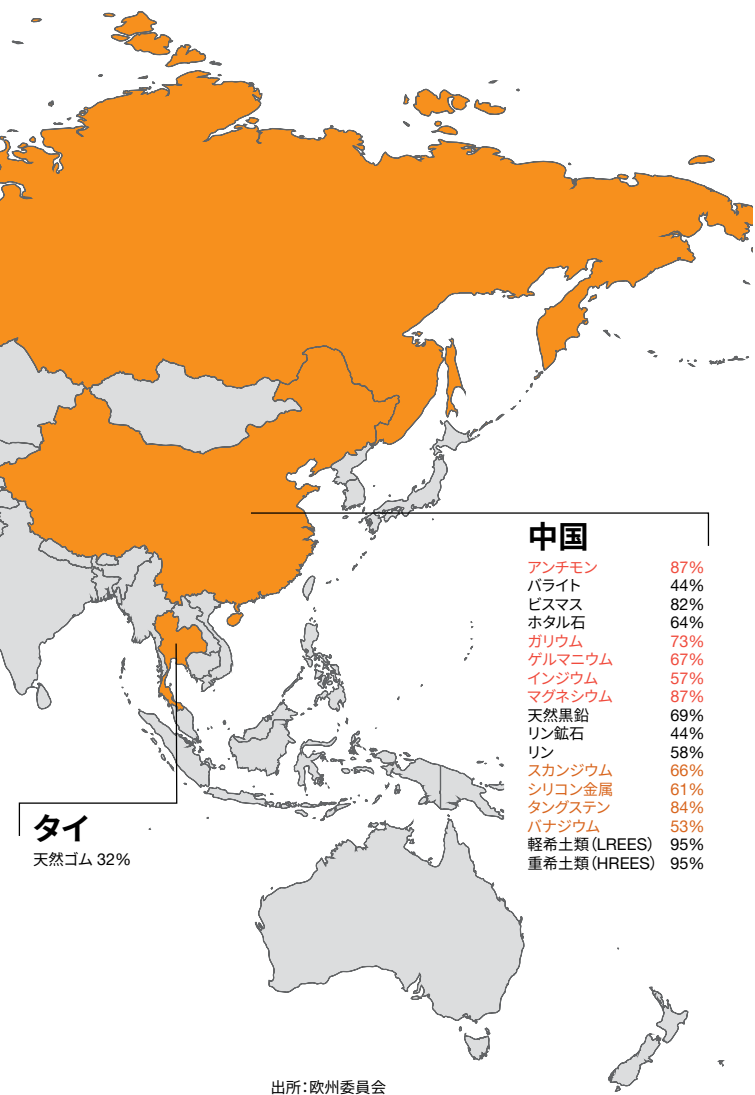 中国
アンチモン 87%
バライト 44%
ビスマス 82%
ホタル石 64%
ガリウム 73%
ゲルマニウム 67%
インジウム 57%
マグネシウム 87%
天然黒鉛 69%
リン鉱石 44%
リン 58%
スカンジウム 66%
シリコン金属 61%
タングステン 84%
バナジウム 53%
軽希土類（LREES） 95%
重希土類（HREES） 95%
タイ
天然ゴム 32%
出所：欧州委員会